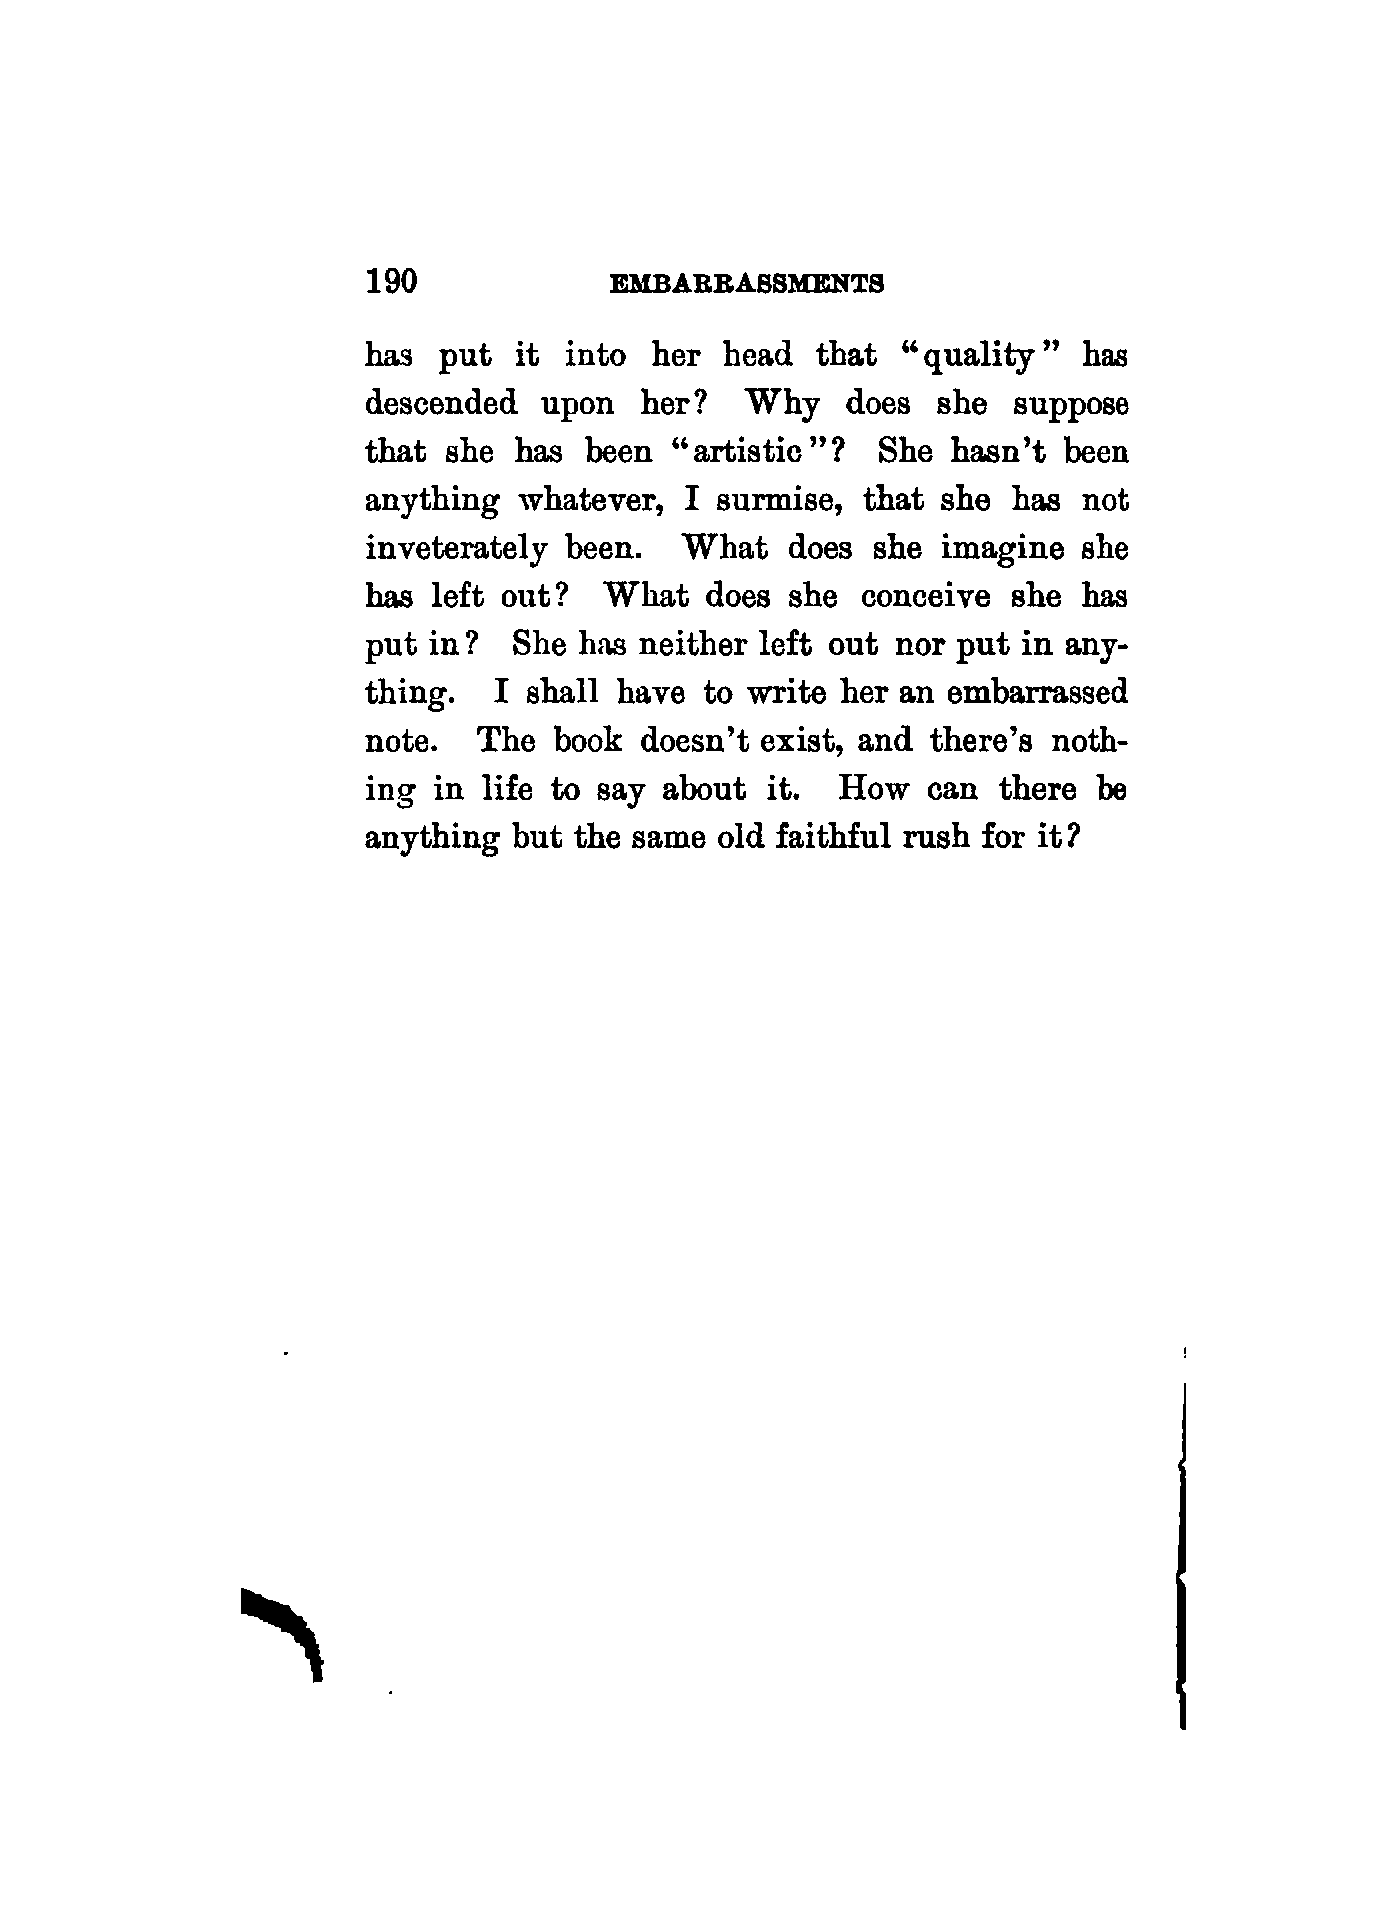 190 EMBARRASSMENTS
has put it into her head that “quality” has
descended upon her? Why does she suppose
that she has been “artistic”? She hasn’t been
anything whatever, I surmise, that she has not
inveterately been. What does she imagine she
has left out? What does she conceive she has
put in? She has neither left out nor put in any-
thing. I shall have to write her an embarrassed
note. The book doesn’t exist, and there’s noth-
ing in life to say about it. How can there be
anything but the same old faithful rush for it?